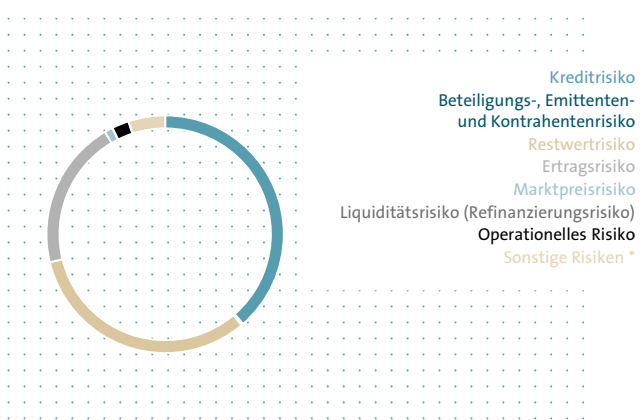 Kreditrisiko
Beteiligungs-, Emittenten-
und Kontrahentenrisiko
Restwertrisiko
Ertragsrisiko
Marktpreisrisiko
Liquiditätsrisiko (Refinanzierungsrisiko)
Operationelles Risiko
Sonstige Risiken *